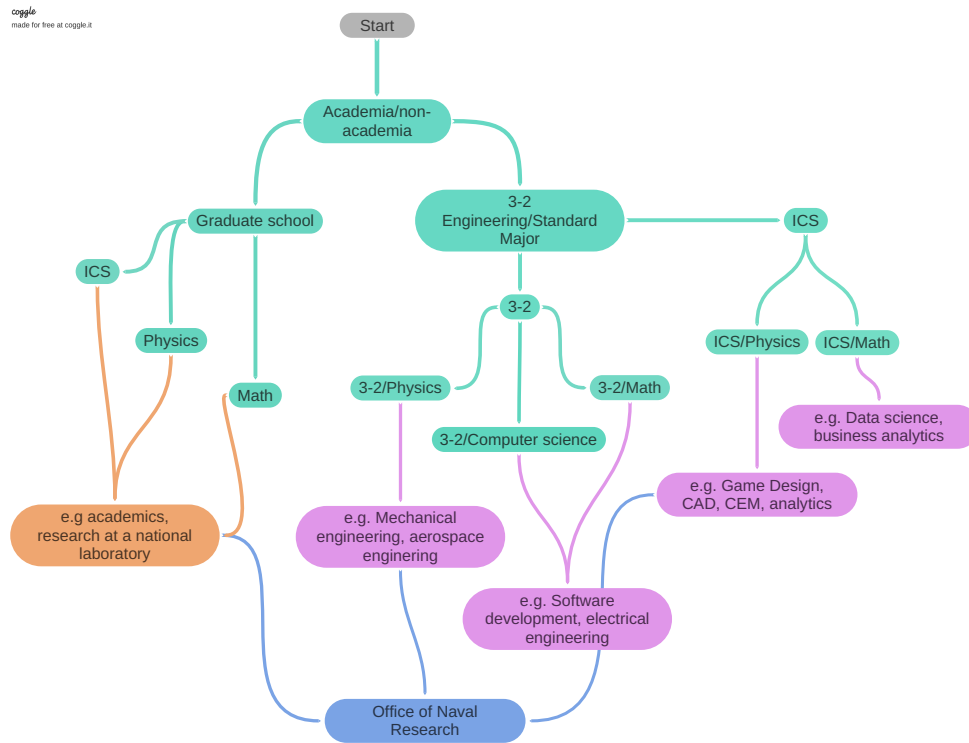 coggle
made for free at coggle.it
Start
Academia/non-
academia
Graduate school
3-2
Engineering/Standard
Major
ICS
ICS
Physics
Math
3-2
3-2/Physics
3-2/Computer science
3-2/Math
ICS/Physics
ICS/Math
e.g. Data science,
business analytics
e.g. Game Design,
CAD, CEM, analytics
e.g academics,
research at a national
laboratory
e.g. Mechanical
engineering, aerospace
enginering
e.g. Software
development, electrical
engineering
Office of Naval
Research